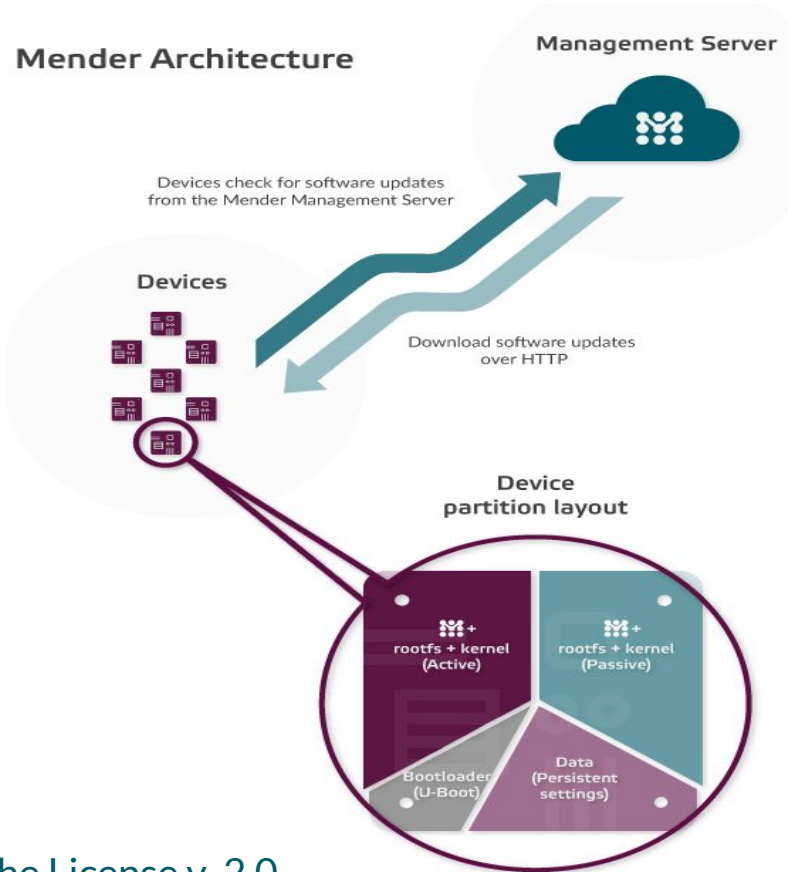 Mender Architecture
Management Server
Devices check for software updates
from the Mender Management Server
Devices
Download software updates
over HTTP
Device
partition layout
+
rootfs + kernel
(Active)
+
rootfs + kernel
(Passive)
Bootloader
(U-Boot)
Data
(Persistent
settings)
he License v. 2.0